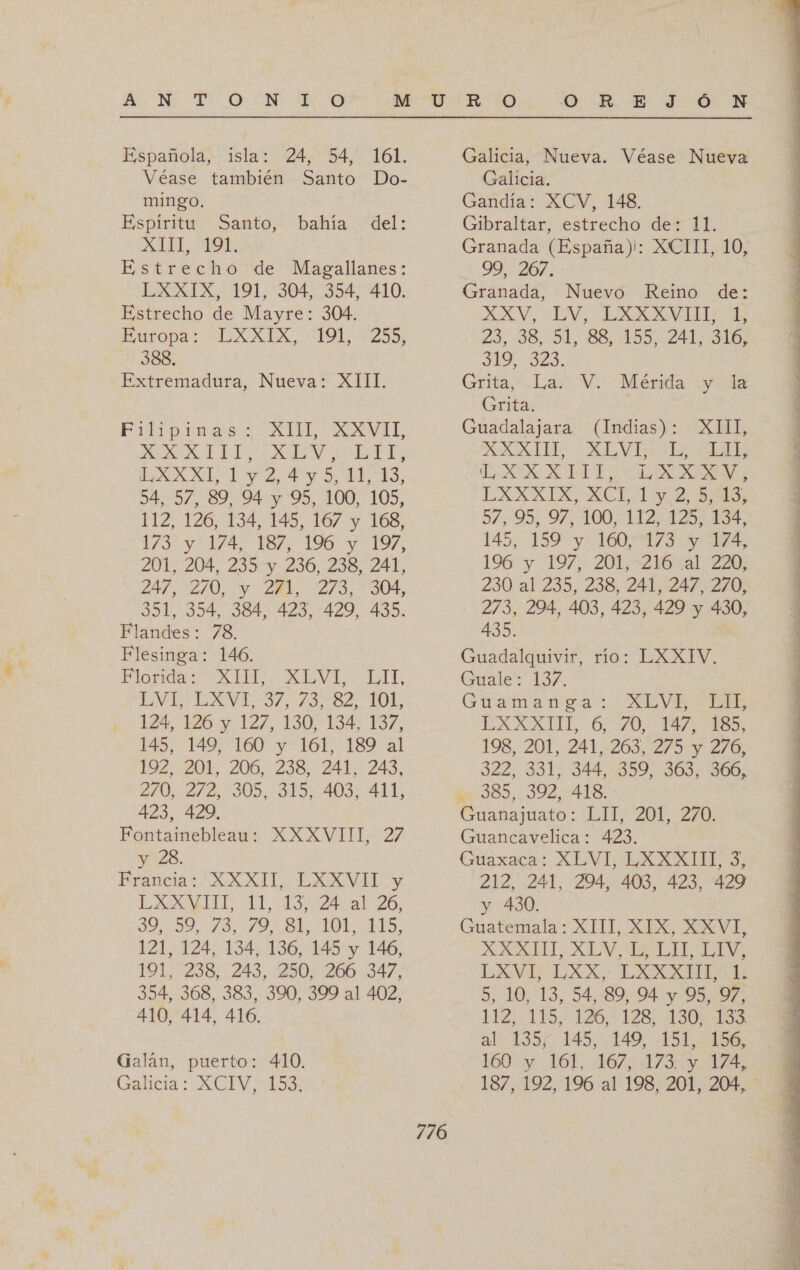 ANTONIO MURO OREJÓN
Española, isla: 24, 54, 161.
Véase también Santo Do-
mingo.
Espíritu Santo, bahía del:
XIII, 191.
Estrecho de Magallanes:
LXXIX, 191, 304, 354, 410.
Estrecho de Mayre: 304.
Europa: LXXIX, 191, 255,
388.
Extremadura, Nueva: XIII.
Filipinas: XIII, XXVII,
XXXIII, XLV, LII,
LXXXI, 1 y 2, 4 y 5, 11, 13,
54, 57, 89, 94 y 95, 100, 105,
112, 126, 134, 145, 167 y 168,
173 y 174, 187, 196 y 197,
201, 204, 235 y 236, 238, 241,
247, 270, y 271, 273, 304,
351, 354, 384, 423, 429, 435.
Flandes: 78.
Flesinga: 146.
Florida: XIII, XLVI, LII,
LVI, LXVI, 37, 73, 82, 101,
124, 126 y 127, 130, 134, 137,
145, 149, 160 y 161, 189 al
192, 201, 206, 238, 241, 243,
270, 272, 305, 315, 403, 411,
423, 429.
Fontainebleau: XXXVIII, 27
y 28.
Francia: XXXII, LXXVII y
LXXVIII, 11, 13, 24 al 26,
39, 59, 73, 79, 81, 101, 115,
121, 124, 134, 136, 145 y 146,
191, 238, 243, 250, 266 347,
354, 368, 383, 390, 399 al 402,
410, 414, 416.
Galán, puerto: 410.
Galicia: XCIV, 153.
Galicia, Nueva. Véase Nueva
Galicia.
Gandía: XCV, 148.
Gibraltar, estrecho de: 11.
Granada (España): XCIII, 10,
99, 267.
Granada, Nuevo Reino de:
XXV, LV, LXXXVIII, 1,
23, 38, 51, 88, 155, 241, 316,
319, 323.
Grita, La. V. Mérida y la
Grita.
Guadalajara (Indias): XIII,
XXXIII, XLVI, L, LII,
LXXXIII, LXXXV,
LXXXIX, XCI, 1 y 2, 5, 13,
57, 95, 97, 100, 112, 125, 134,
145, 159 y 160, 173 y 174,
196 y 197, 201, 216 al 220,
230 al 235, 238, 241, 247, 270,
273, 294, 403, 423, 429 y 430,
435.
Guadalquivir, río: LXXIV.
Guale: 137.
Guamanga: XLVI, LII,
LXXXIII, 6, 70, 147, 185,
198, 201, 241, 263, 275 y 276,
322, 331, 344, 359, 363, 366,
385, 392, 418.
Guanajuato: LII, 201, 270.
Guancavelica: 423.
Guaxaca: XLVI, LXXXIII, 3,
212, 241, 294, 403, 423, 429
y 430.
Guatemala: XIII, XIX, XXVI,
XXXIII, XLV, L, LII, LIV,
LXVI, LXX, LXXXIII, 1.
5, 10, 13, 54, 89, 94 y 95, 97,
112, 115, 126, 128, 130, 133
al 135, 145, 149, 151, 156,
160 y 161, 167, 173. y 174,
187, 192, 196 al 198, 201, 204,
776